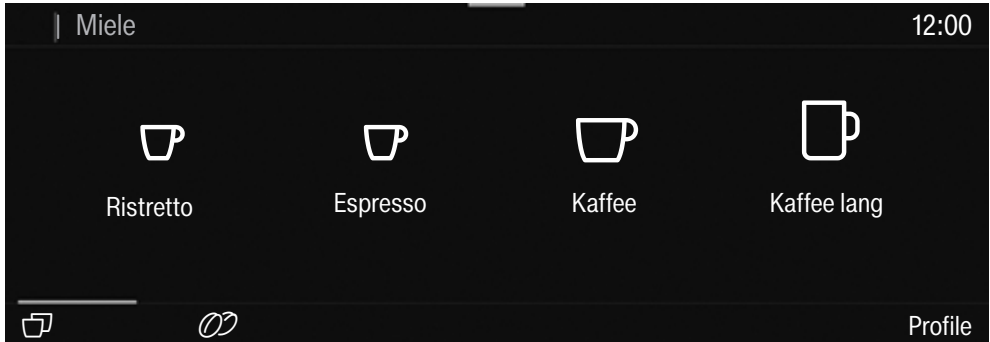 Miele
12:00
Ristretto
Espresso
Kaffee
Kaffee lang
Profile